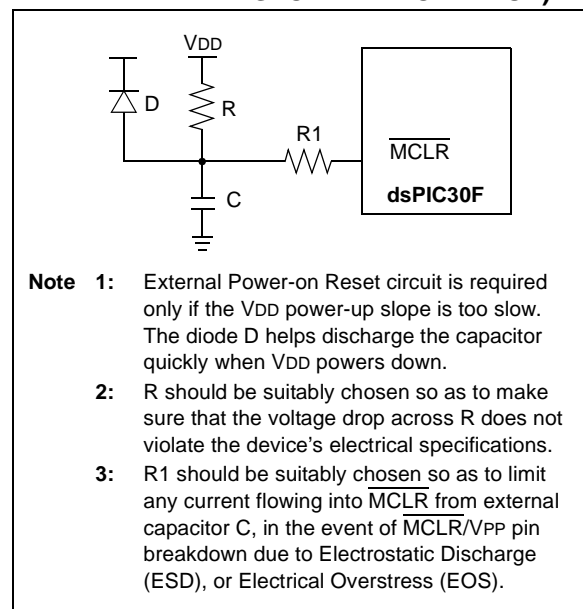 VDD
D
R
R1
MCLR
dsPIC30F
C
Note 1: External Power-on Reset circuit is required
only if the VDD power-up slope is too slow.
The diode D helps discharge the capacitor
quickly when VDD powers down.
2: R should be suitably chosen so as to make
sure that the voltage drop across R does not
violate the device's electrical specifications.
3: R1 should be suitably chosen so as to limit
any current flowing into MCLR from external
capacitor C, in the event of MCLR/VPP pin
breakdown due to Electrostatic Discharge
(ESD), or Electrical Overstress (EOS).